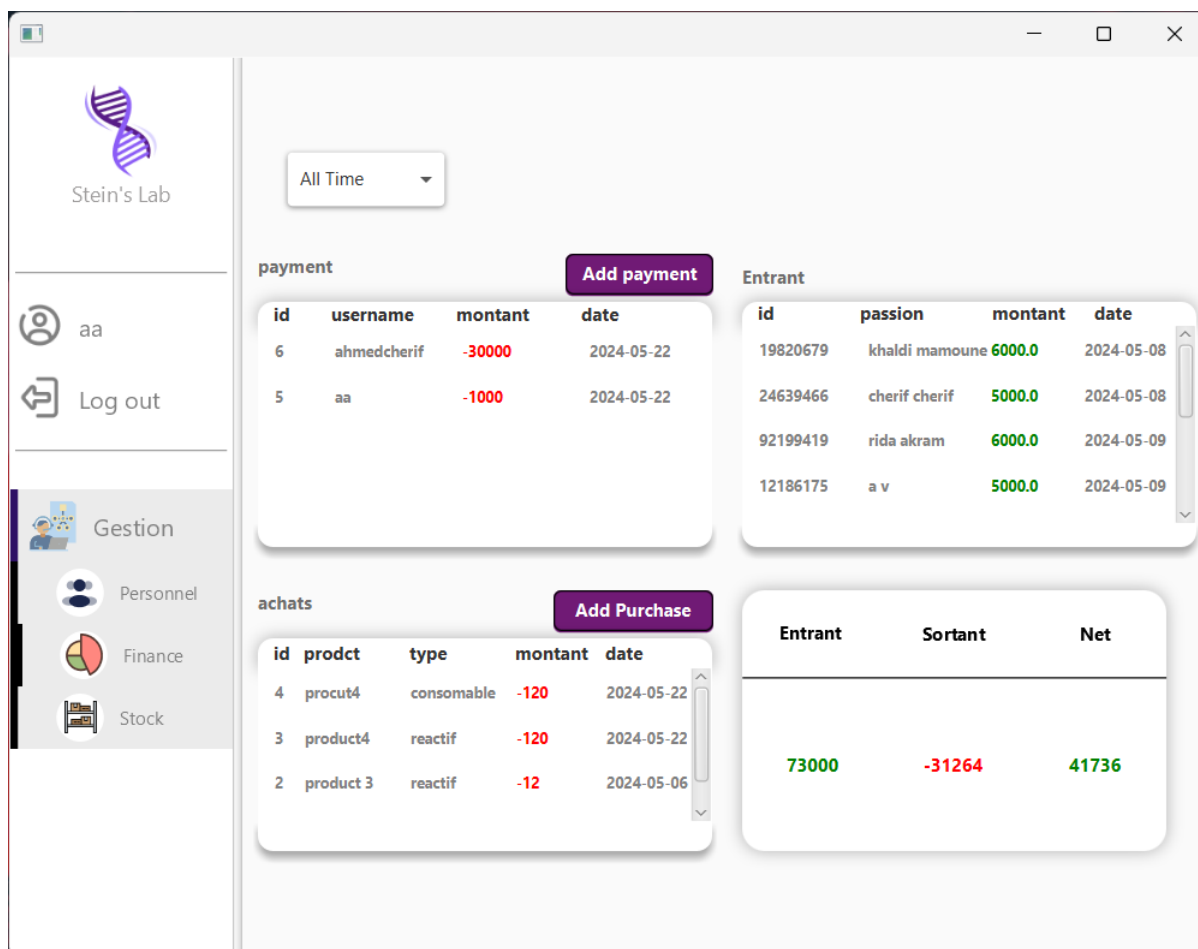 Stein's Lab
aa
Log out
Gestion
Personnel
Finance
Stock
All Time
payment
Add payment
id username montant date
6 ahmedcherif -30000 2024-05-22
5 aa -1000 2024-05-22
Entrant
id passion montant date
19820679 khaldi mamoune 6000.0 2024-05-08
24639466 cherif cherif 5000.0 2024-05-08
92199419 rida akram 6000.0 2024-05-09
12186175 a v 5000.0 2024-05-09
achats
Add Purchase
id prodct type montant date
4 procut4 consomable -120 2024-05-22
3 product4 reactif -120 2024-05-22
2 product 3 reactif -12 2024-05-06
Entrant Sortant Net
73000 -31264 41736